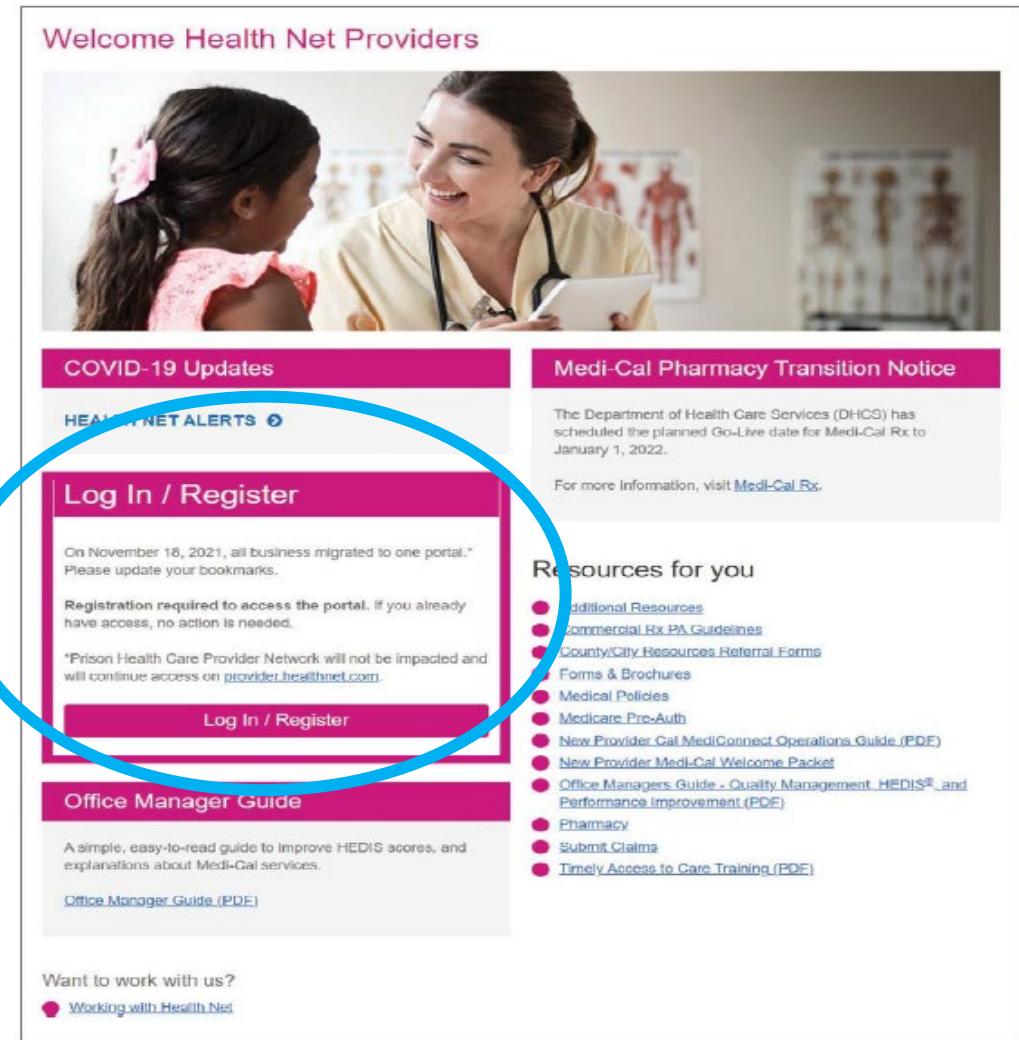 Welcome Health Net Providers
COVID-19 Updates
HEALTH NET ALERTS
Log In / Register
On November 18, 2021, all business migrated to one portal.*
Please update your bookmarks.
Registration required to access the portal. If you already
have access, no action is needed.
*Prison Health Care Provider Network will not be impacted and
will continue access on provider.healthnet.com.
Log In / Register
Office Manager Guide
A simple, easy-to-read guide to improve HEDIS scores, and
explanations about Medi-Cal services.
Office Manager Guide (PDF)
Want to work with us?
Working with Health Net
Medi-Cal Pharmacy Transition Notice
The Department of Health Care Services (DHCS) has
scheduled the planned Go-Live date for Medi-Cal Rx to
January 1, 2022.
For more information, visit Medi-Cal Rx.
Resources for you
Additional Resources
Commercial Rx PA Guidelines
County/City Resources Referral Forms
Forms & Brochures
Medical Policies
Medicare Pre-Auth
New Provider Cal MediConnect Operations Guide (PDF)
New Provider Medi-Cal Welcome Packet
Office Managers Guide - Quality Management, HEDIS®, and
Performance Improvement (PDF)
Pharmacy
Submit Claims
Timely Access to Care Training (PDF)